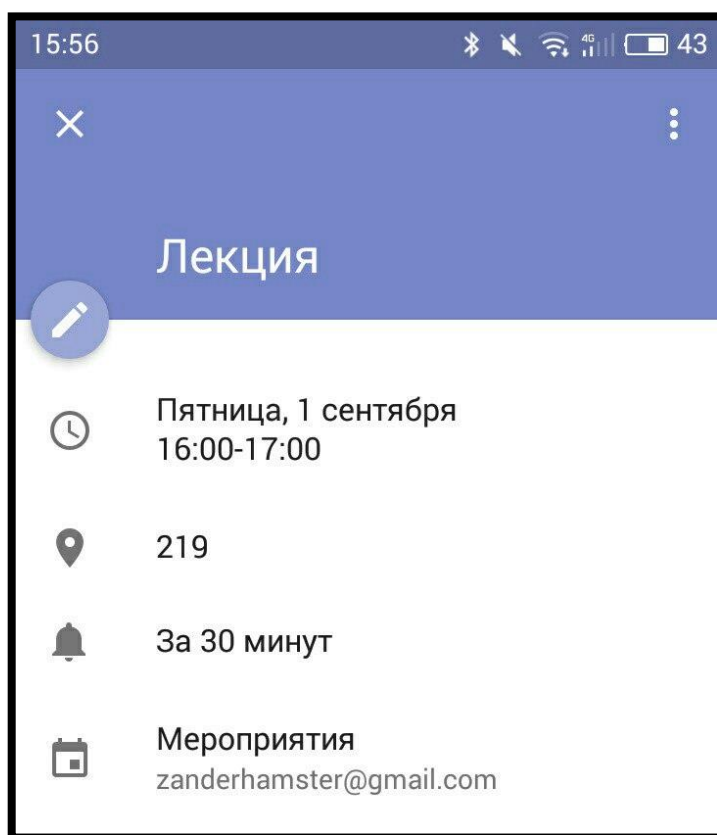 15:56 4G 43
Лекция
Пятница, 1 сентября
16:00-17:00
219
За 30 минут
Мероприятия
zanderhamster@gmail.com